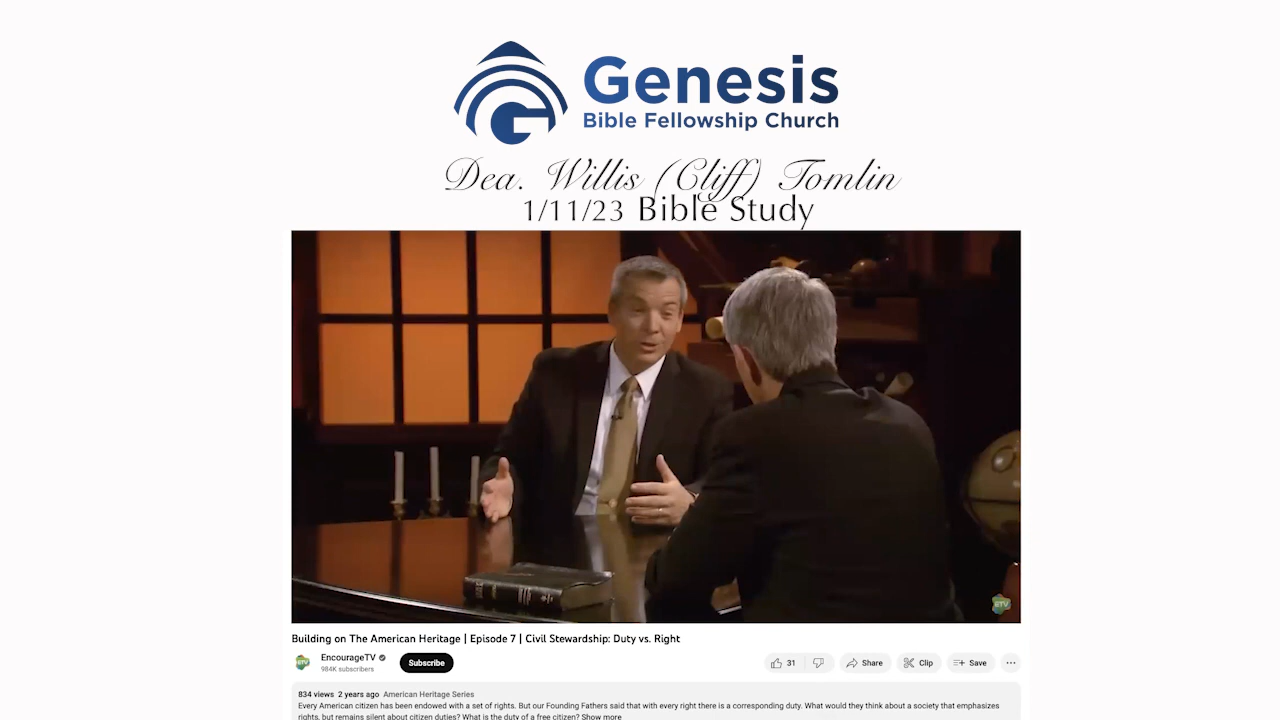 Genesis
Bible Fellowship Church
Dea. Willis (Cliff) Tomlin
1/11/23 Bible Study
ETV
Building on The American Heritage | Episode 7 | Civil Stewardship: Duty vs. Right
ETV
EncourageTV
984K subscribers
Subscribe
31
Share
Clip
Save
834 views 2 years ago American Heritage Series
Every American citizen has been endowed with a set of rights. But our Founding Fathers said that with every right there is a corresponding duty. What would they think about a society that emphasizes
rights, but remains silent about citizen duties? What is the duty of a free citizen? Show more